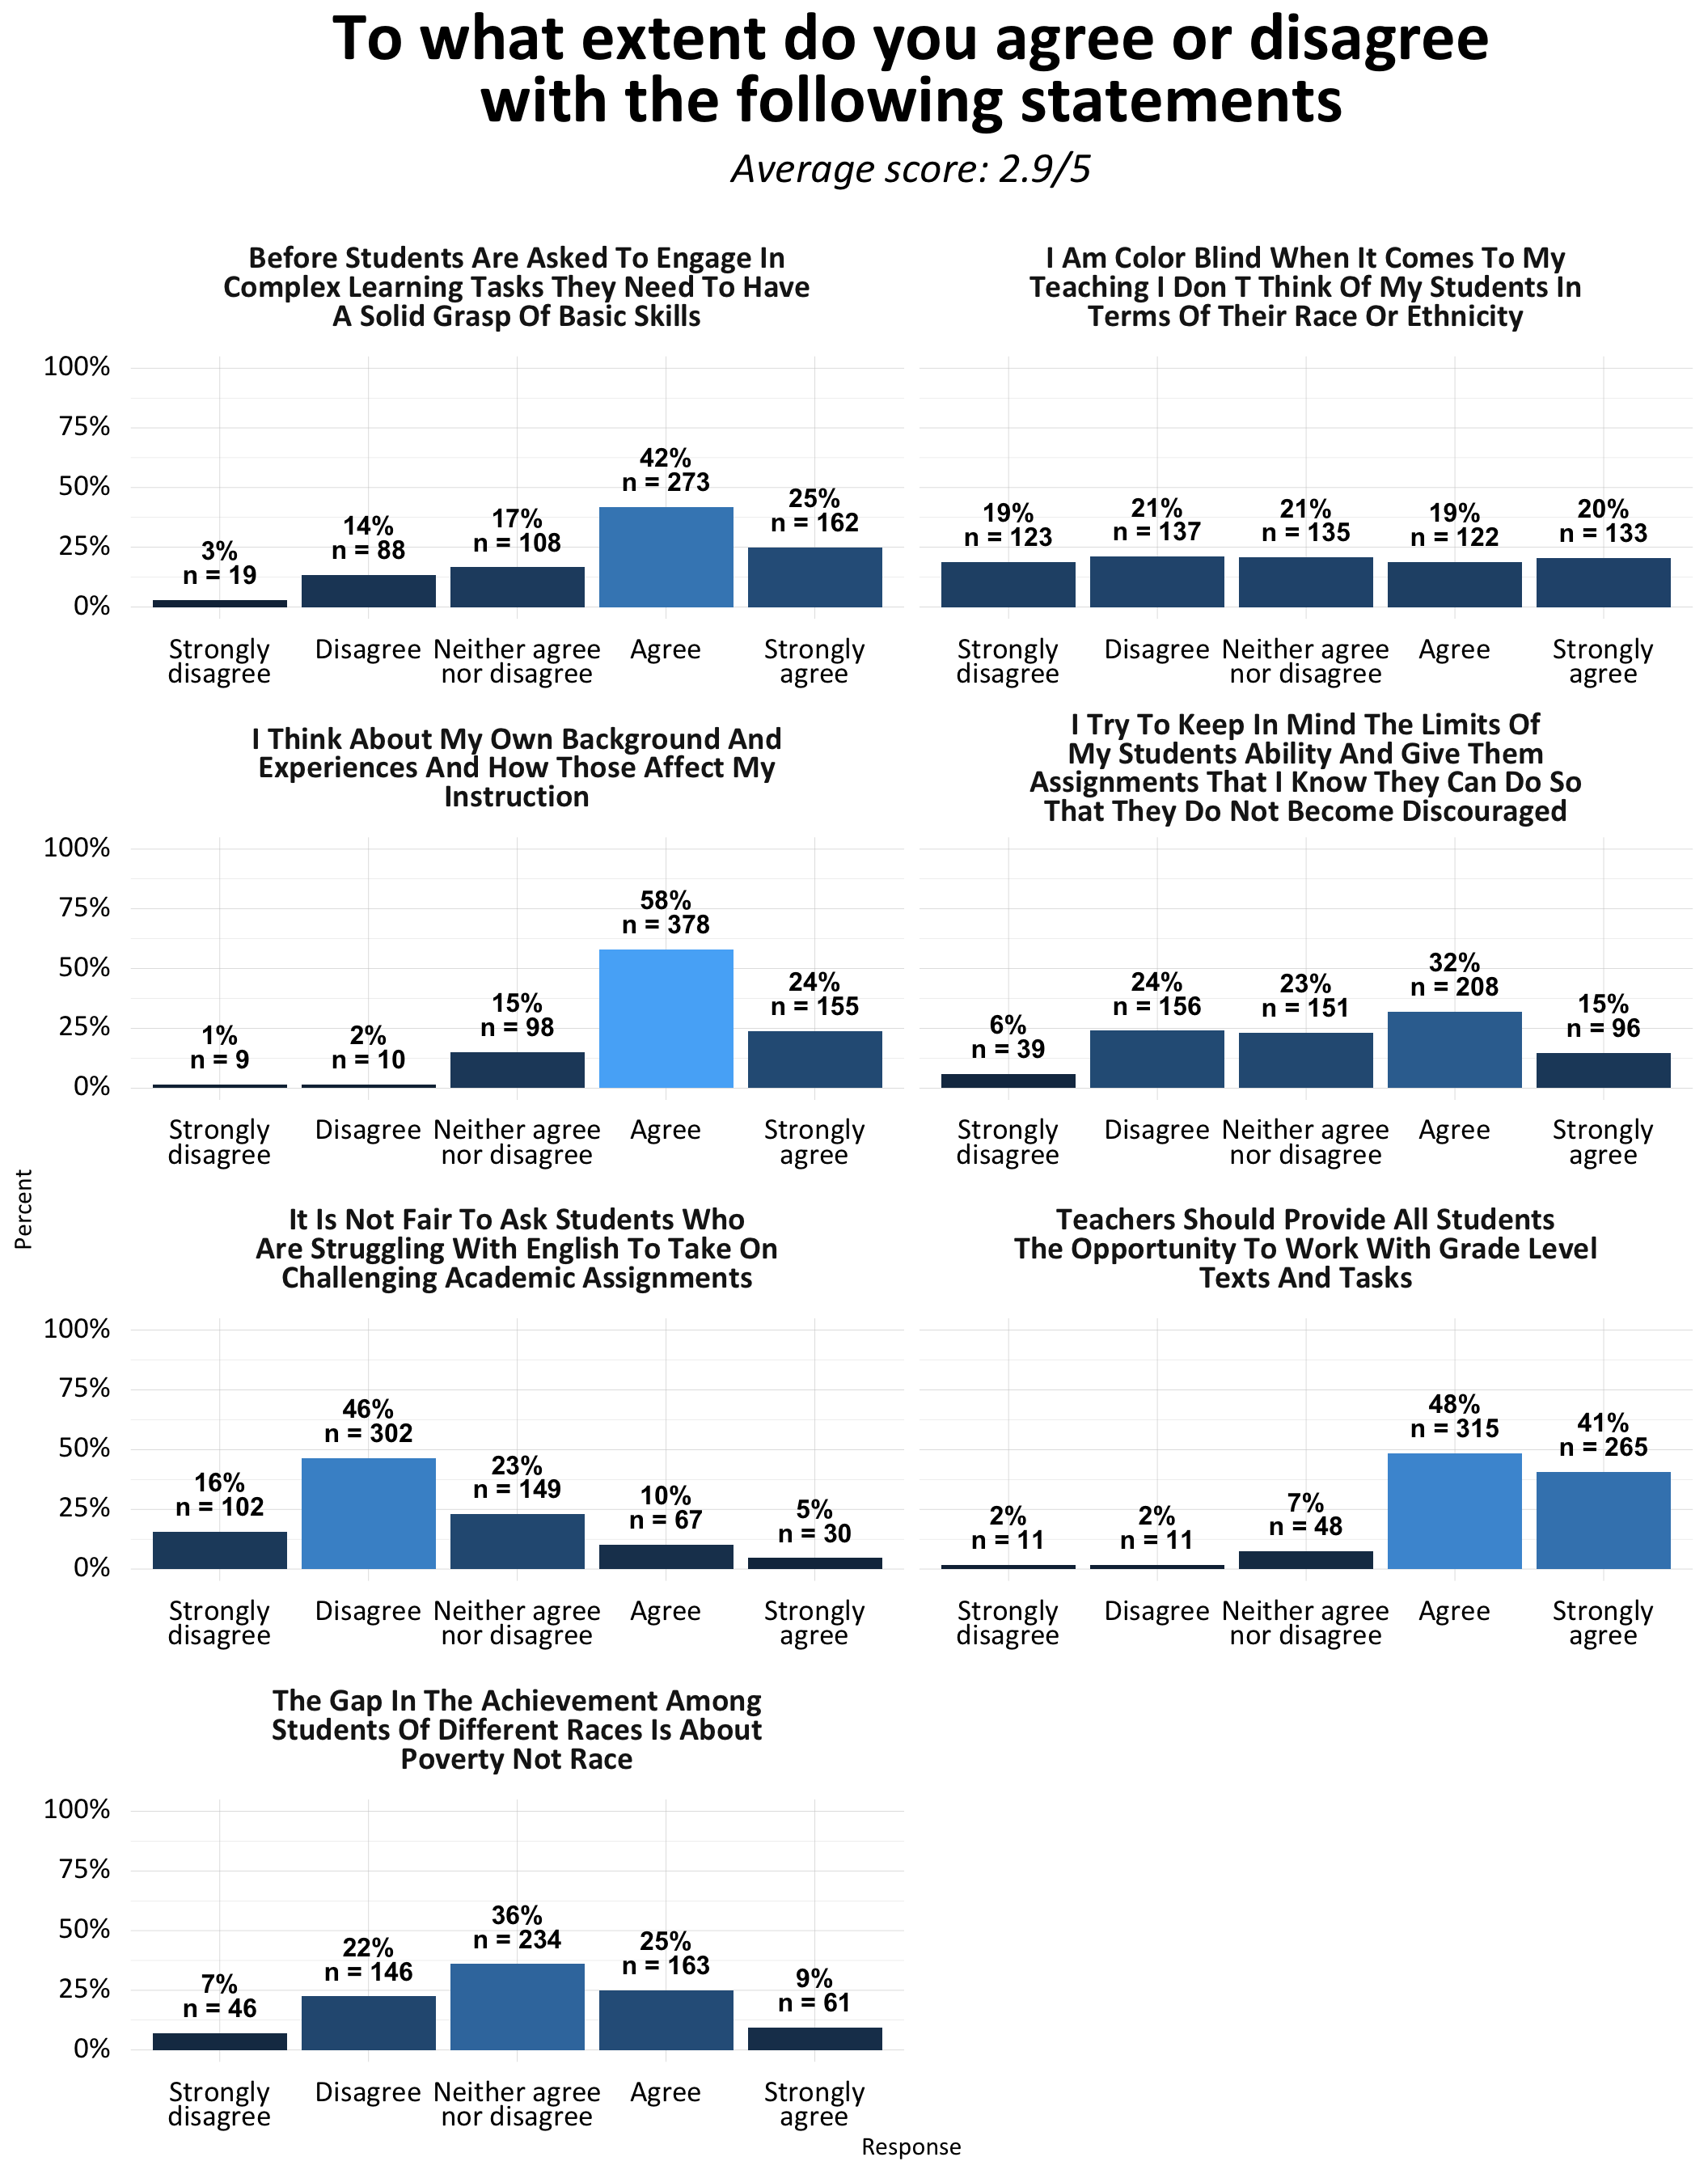 To what extent do you agree or disagree
with the following statements
Average score: 2.9/5
Before Students Are Asked To Engage In
Complex Learning Tasks They Need To Have
A Solid Grasp Of Basic Skills
100%
75%
50%
25%
0%
3%
n = 19
14%
n = 88
17%
n = 108
42%
n = 273
25%
n = 162
Strongly
disagree
Disagree
Neither agree
nor disagree
Agree
Strongly
agree
I Am Color Blind When It Comes To My
Teaching I Don T Think Of My Students In
Terms Of Their Race Or Ethnicity
19%
n = 123
21%
n = 137
21%
n = 135
19%
n = 122
20%
n = 133
Strongly
disagree
Disagree
Neither agree
nor disagree
Agree
Strongly
agree
I Think About My Own Background And
Experiences And How Those Affect My
Instruction
100%
75%
50%
25%
0%
1%
n = 9
2%
n = 10
15%
n = 98
58%
n = 378
24%
n = 155
Strongly
disagree
Disagree
Neither agree
nor disagree
Agree
Strongly
agree
I Try To Keep In Mind The Limits Of
My Students Ability And Give Them
Assignments That I Know They Can Do So
That They Do Not Become Discouraged
6%
n = 39
24%
n = 156
23%
n = 151
32%
n = 208
15%
n = 96
Strongly
disagree
Disagree
Neither agree
nor disagree
Agree
Strongly
agree
Percent
It Is Not Fair To Ask Students Who
Are Struggling With English To Take On
Challenging Academic Assignments
100%
75%
50%
25%
0%
16%
n = 102
46%
n = 302
23%
n = 149
10%
n = 67
5%
n = 30
Strongly
disagree
Disagree
Neither agree
nor disagree
Agree
Strongly
agree
Teachers Should Provide All Students
The Opportunity To Work With Grade Level
Texts And Tasks
2%
n = 11
2%
n = 11
7%
n = 48
48%
n = 315
41%
n = 265
Strongly
disagree
Disagree
Neither agree
nor disagree
Agree
Strongly
agree
The Gap In The Achievement Among
Students Of Different Races Is About
Poverty Not Race
100%
75%
50%
25%
0%
7%
n = 46
22%
n = 146
36%
n = 234
25%
n = 163
9%
n = 61
Strongly
disagree
Disagree
Neither agree
nor disagree
Agree
Strongly
agree
Response